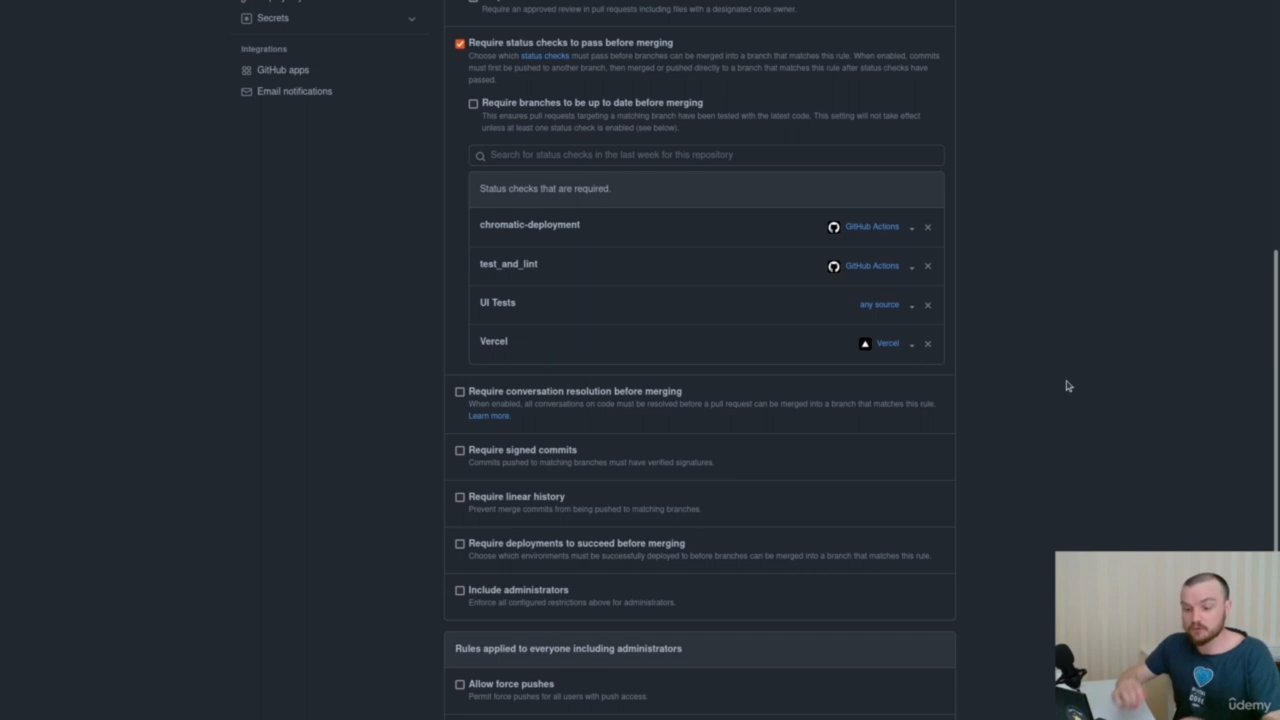 Require an approved review in pull requests including files with a designated code owner.
Secrets
Integrations
GitHub apps
Email notifications
Require status checks to pass before merging
Choose which status checks must pass before branches can be merged into a branch that matches this rule. When enabled, commits
must first be pushed to another branch, then merged or pushed directly to a branch that matches this rule after status checks have
passed.
Require branches to be up to date before merging
This ensures pull requests targeting a matching branch have been tested with the latest code. This setting will not take effect
unless at least one status check is enabled (see below).
Search for status checks in the last week for this repository
Status checks that are required.
chromatic-deployment GitHub Actions
test_and_lint GitHub Actions
UI Tests any source
Vercel Vercel
Require conversation resolution before merging
When enabled, all conversations on code must be resolved before a pull request can be merged into a branch that matches this rule.
Learn more.
Require signed commits
Commits pushed to matching branches must have verified signatures.
Require linear history
Prevent merge commits from being pushed to matching branches.
Require deployments to succeed before merging
Choose which environments must be successfully deployed to before branches can be merged into a branch that matches this rule.
Include administrators
Enforce all configured restrictions above for administrators.
Rules applied to everyone including administrators
Allow force pushes
Permit force pushes for all users with push access.
ûdemy